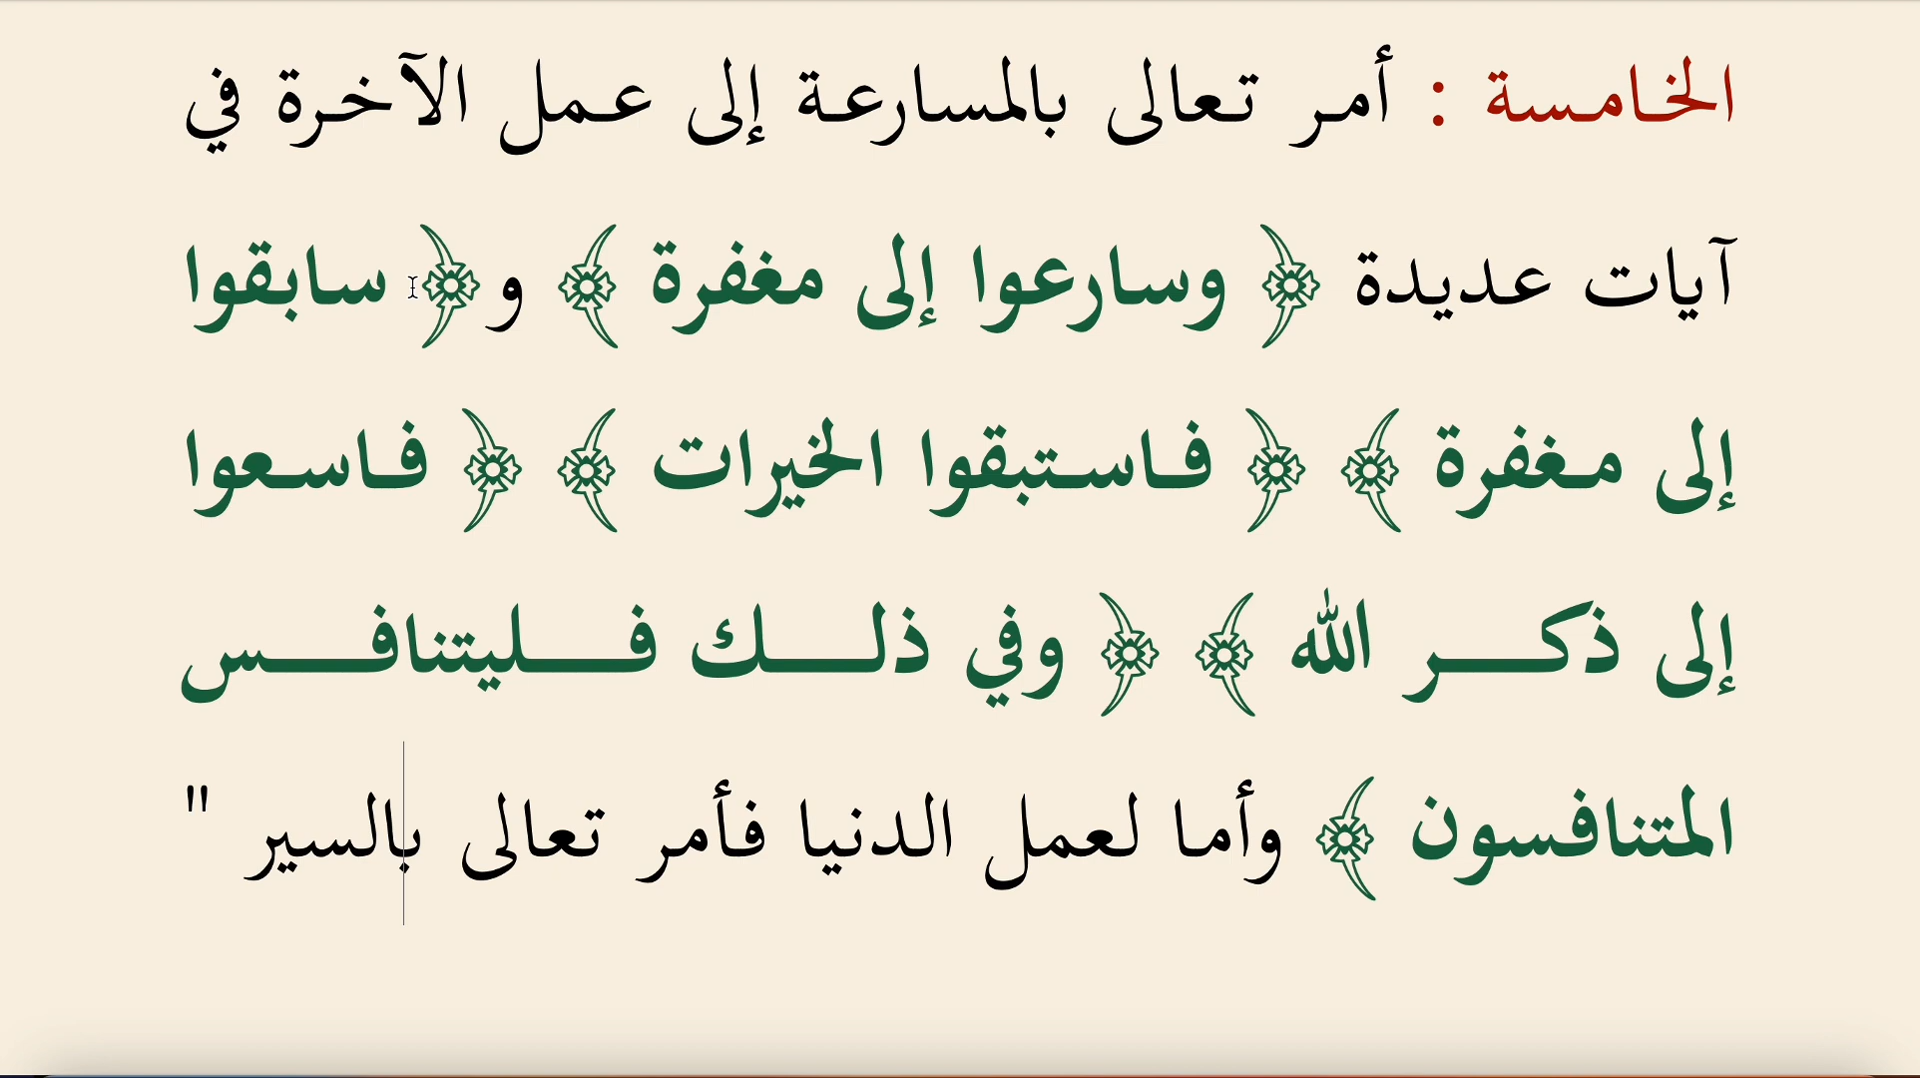 الخامسة : أمر تعالى بالمسارعة إلى عمل الآخرة في
آيات عديدة ﴿ وسارعوا إلى مغفرة ﴾ و ﴿ سابقوا
إلى مغفرة ﴾ ﴿ فاستبقوا الخيرات ﴾ ﴿ فاسعوا
إلى ذكر الله ﴾ ﴿ وفي ذلك فليتنافس
المتنافسون ﴾ وأما لعمل الدنيا فأمر تعالى بالسير "